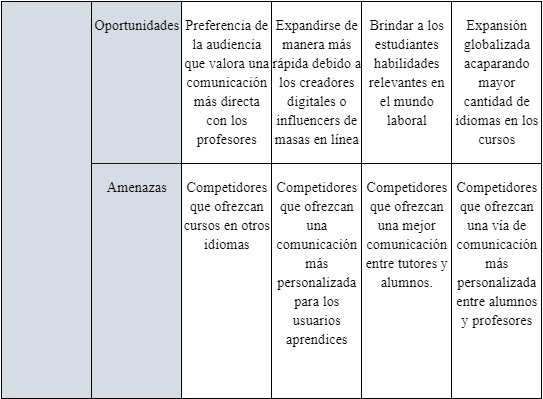 Oportunidades
Preferencia de
la audiencia
que valora una
comunicación
más directa
con los
profesores
Expandirse de
manera más
rápida debido a
los creadores
digitales o
influencers de
masas en línea
Brindar a los
estudiantes
habilidades
relevantes en
el mundo
laboral
Expansión
globalizada
acaparando
mayor
cantidad de
idiomas en los
cursos
Amenazas
Competidores
que ofrezcan
cursos en otros
idiomas
Competidores
que ofrezcan
una
comunicación
más
personalizada
para los
usuarios
aprendices
Competidores
que ofrezcan
una mejor
comunicación
entre tutores y
alumnos.
Competidores
que ofrezcan
una vía de
comunicación
más
personalizada
entre alumnos
y profesores